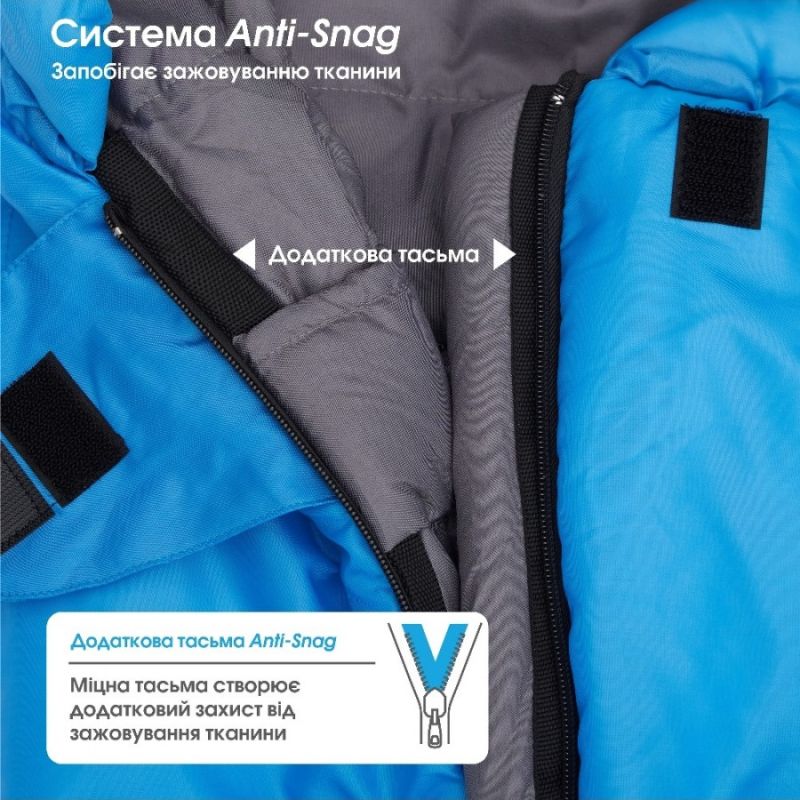 Система Anti-Snag
Запобігає зажовуванню тканини
Додаткова тасьма
Додаткова тасьма Anti-Snag
Міцна тасьма створює
додатковий захист від
зажовування тканини